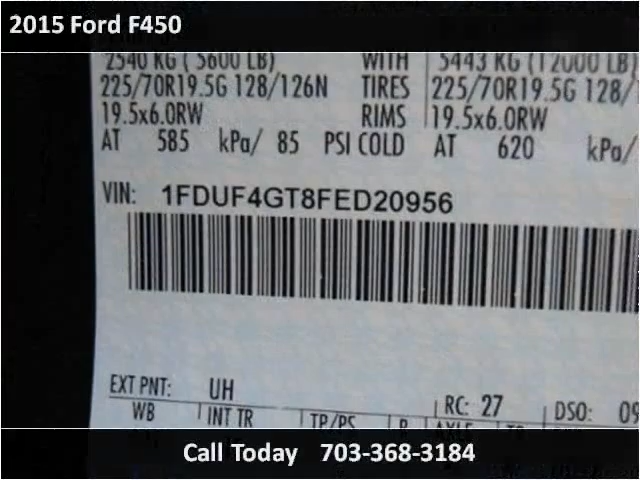 2015 Ford F450
2540 KG ( 5600 LB) WITH 5443 KG (12000 LB)
225/70R19.5G 128/126N TIRES 225/70R19.5G 128/
19.5x6.0RW RIMS 19.5x6.0RW
AT 585 kPa/ 85 PSI COLD AT 620 kPa/
VIN: 1FDUF4GT8FED20956
EXT PNT: UH RC: 27 DSO: 09
WB INT TR TP/PS R AXLE
Call Today 703-368-3184